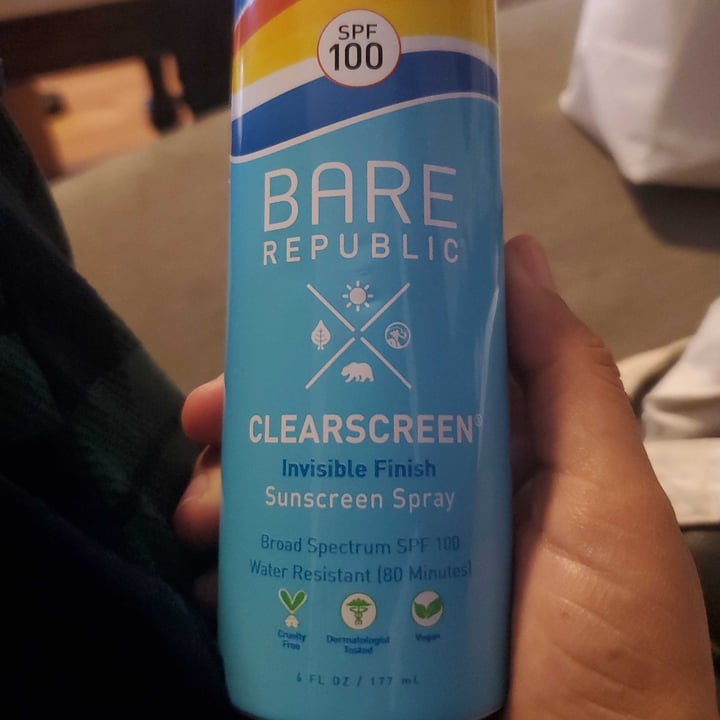 SPF
100
BARE
REPUBLIC
CLEARSCREEN®
Invisible Finish
Sunscreen Spray
Broad Spectrum SPF 100
Water Resistant (80 Minutes)
Cruelty Free
Dermatologist Tested
Vegan
6 FL OZ / 177 mL